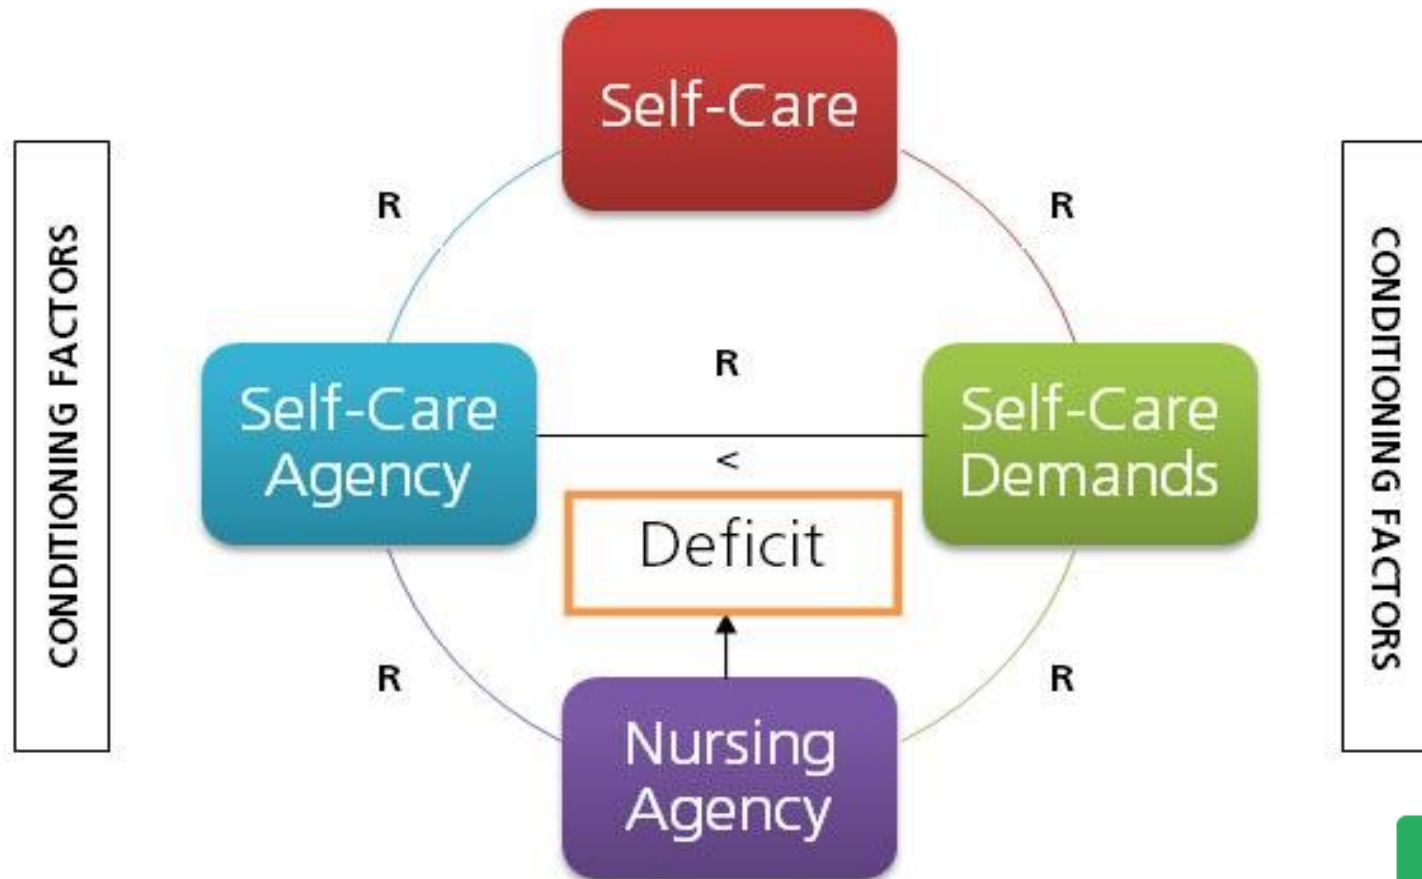 Self-Care
R
R
CONDITIONING FACTORS
CONDITIONING FACTORS
R
Self-Care
Agency
Self-Care
Demands
<
Deficit
R
R
Nursing
Agency